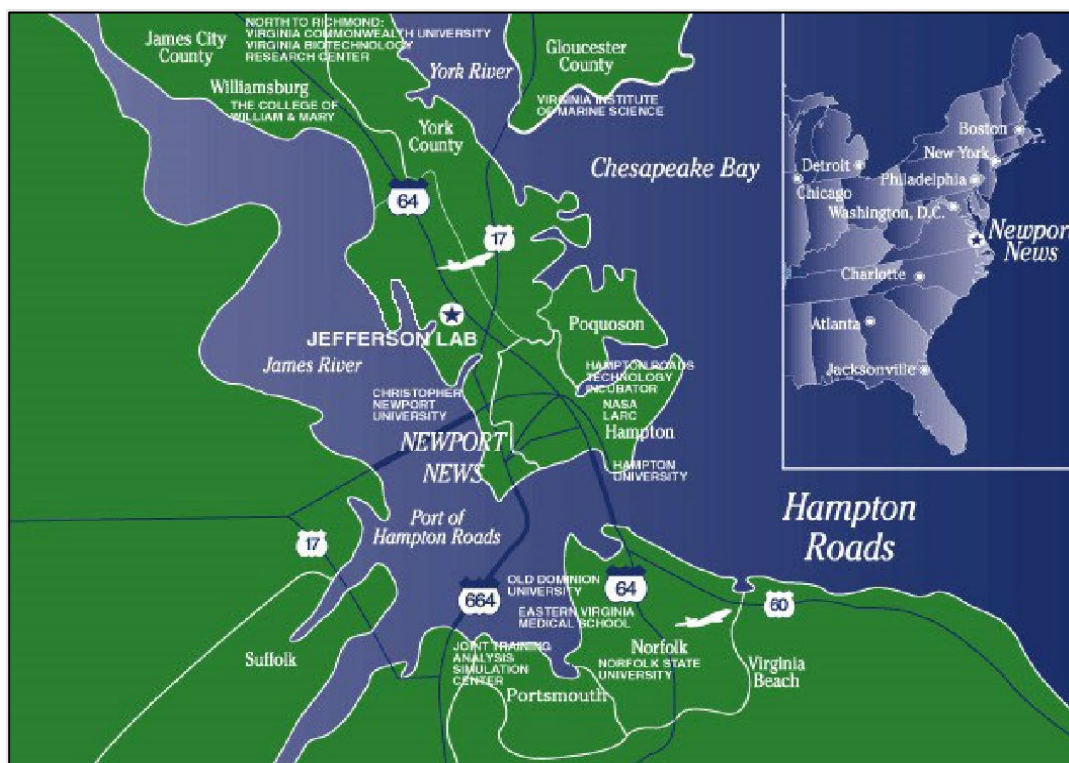 NORTH TO RICHMOND:
VIRGINIA COMMONWEALTH UNIVERSITY
VIRGINIA BIOTECHNOLOGY
RESEARCH CENTER
James City
County
Williamsburg
THE COLLEGE OF
WILLIAM & MARY
York River
Gloucester
County
VIRGINIA INSTITUTE
OF MARINE SCIENCE
York
County
Chesapeake Bay
64
17
JEFFERSON LAB
James River
Poquoson
HAMPTON ROADS
TECHNOLOGY
INCUBATOR
NASA
LARC
Hampton
CHRISTOPHER
NEWPORT
UNIVERSITY
NEWPORT
NEWS
HAMPTON
UNIVERSITY
Port of
Hampton Roads
Hampton
Roads
17
664
OLD DOMINION
UNIVERSITY
64
60
EASTERN VIRGINIA
MEDICAL SCHOOL
JOINT TRAINING
ANALYSIS
SIMULATION
CENTER
Suffolk
Norfolk
NORFOLK STATE
UNIVERSITY
Portsmouth
Virginia
Beach
Boston
New York
Detroit
Chicago
Philadelphia
Washington, D.C.
Newpor
News
Charlotte
Atlanta
Jacksonville